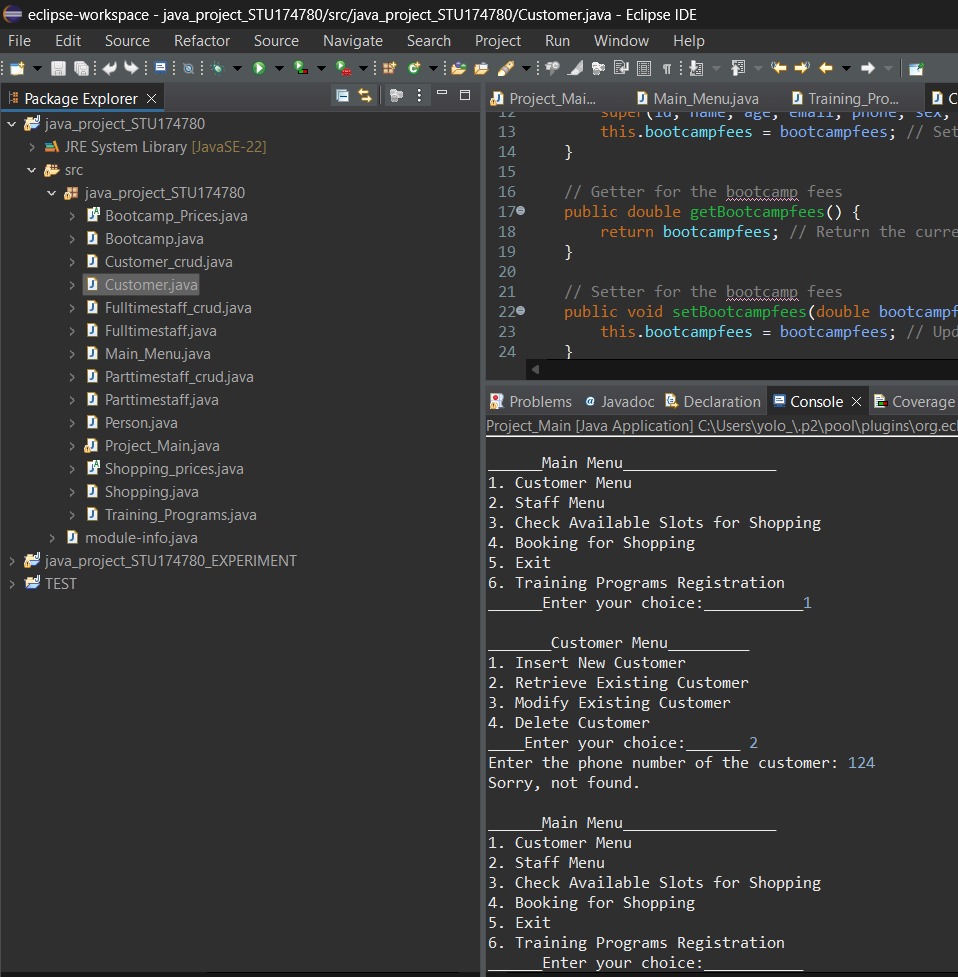 eclipse-workspace - java_project_STU174780/src/java_project_STU174780/Customer.java - Eclipse IDE
File Edit Source Refactor Source Navigate Search Project Run Window Help
Package Explorer
java_project_STU174780
JRE System Library [JavaSE-22]
src
java_project_STU174780
Bootcamp_Prices.java
Bootcamp.java
Customer_crud.java
Customer.java
Fulltimestaff_crud.java
Fulltimestaff.java
Main_Menu.java
Parttimestaff_crud.java
Parttimestaff.java
Person.java
Project_Main.java
Shopping_prices.java
Shopping.java
Training_Programs.java
module-info.java
java_project_STU174780_EXPERIMENT
TEST
Project_Mai... Main_Menu.java Training_Pro... C
12 super(id, name, age, email, phone, sex,
13 this.bootcampfees = bootcampfees; // Set
14 }
15
16 // Getter for the bootcamp fees
17 public double getBootcampfees() {
18 return bootcampfees; // Return the curre
19 }
20
21 // Setter for the bootcamp fees
22 public void setBootcampfees(double bootcampf
23 this.bootcampfees = bootcampfees; // Upd
24 }
Problems Javadoc Declaration Console Coverage
Project_Main [Java Application] C:\Users\yolo_\.p2\pool\plugins\org.ecl
______Main Menu_________________
1. Customer Menu
2. Staff Menu
3. Check Available Slots for Shopping
4. Booking for Shopping
5. Exit
6. Training Programs Registration
______Enter your choice:___________1
_______Customer Menu_________
1. Insert New Customer
2. Retrieve Existing Customer
3. Modify Existing Customer
4. Delete Customer
____Enter your choice:______ 2
Enter the phone number of the customer: 124
Sorry, not found.
______Main Menu_________________
1. Customer Menu
2. Staff Menu
3. Check Available Slots for Shopping
4. Booking for Shopping
5. Exit
6. Training Programs Registration
______Enter your choice:___________